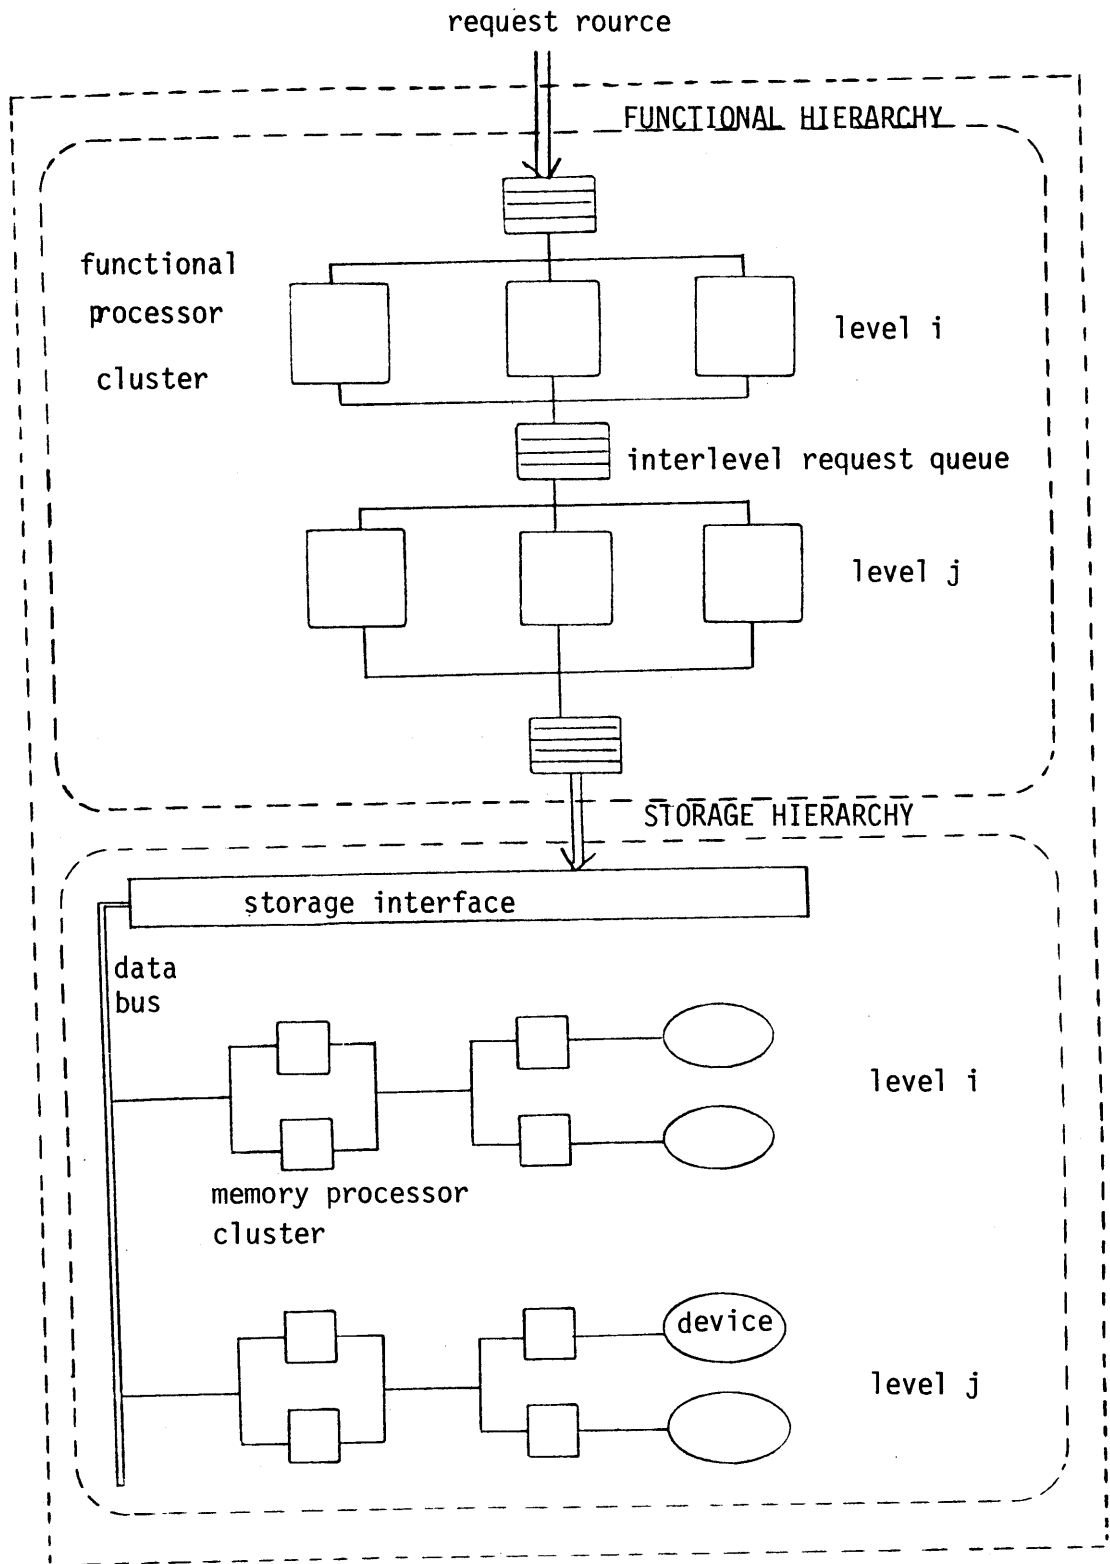 request rource
FUNCTIONAL HIERARCHY
functional
processor
cluster
level i
interlevel request queue
level j
STORAGE HIERARCHY
storage interface
data
bus
level i
memory processor
cluster
device
level j